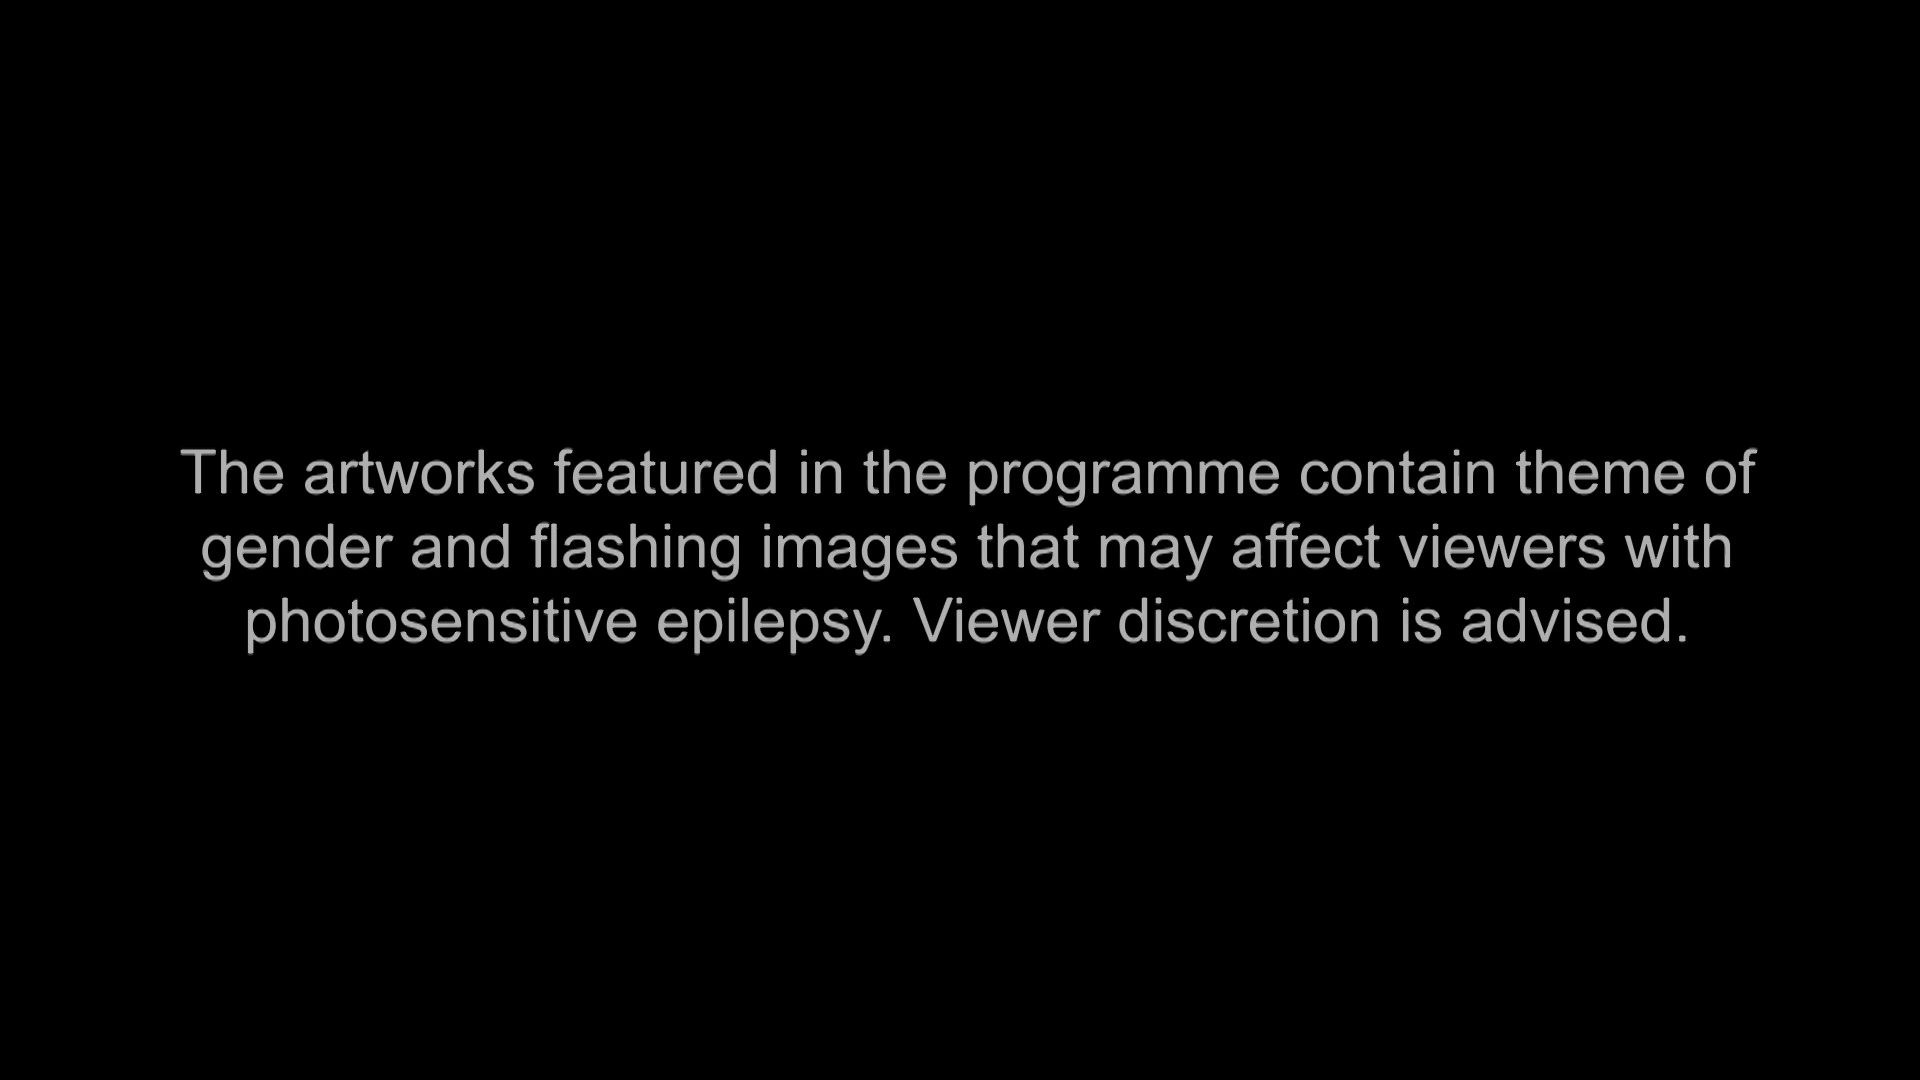 The artworks featured in the programme contain theme of
gender and flashing images that may affect viewers with
photosensitive epilepsy. Viewer discretion is advised.